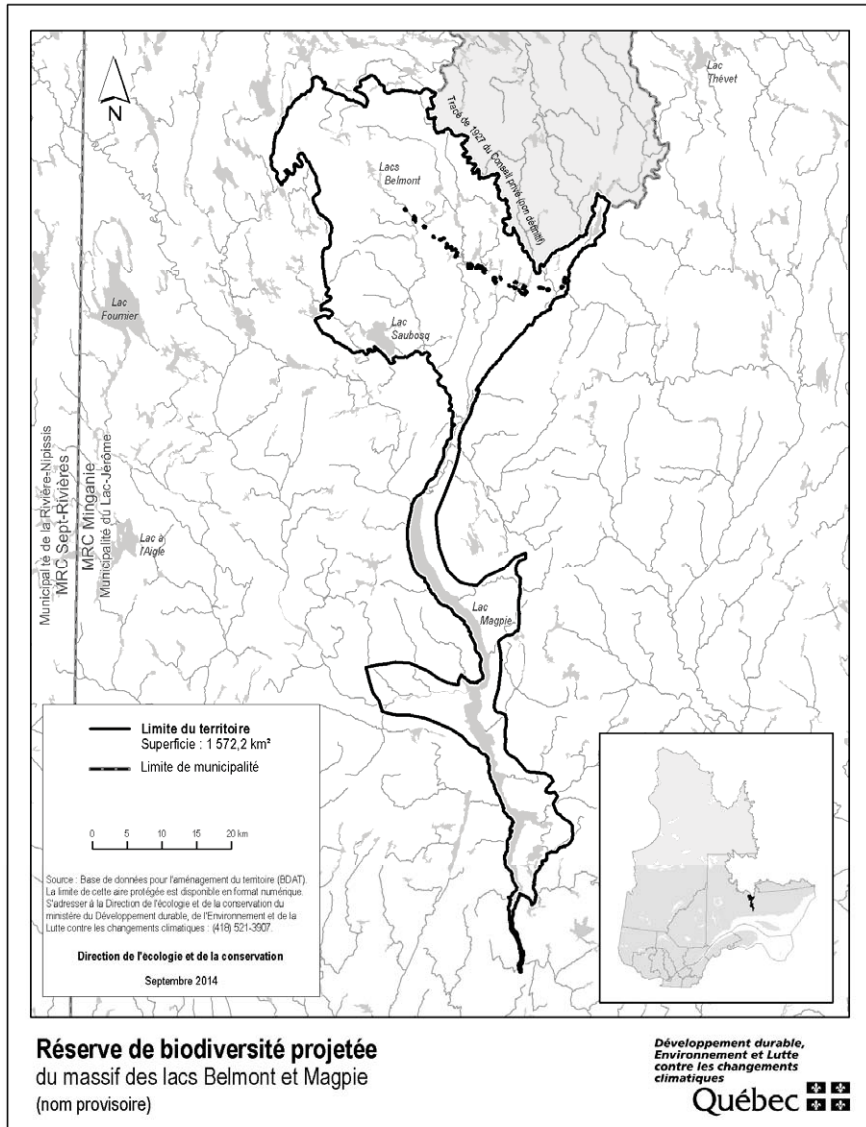 N
Lac
Thévet
Tracé de 1927 du Conseil privé (non définitif)
Lacs
Belmont
Lac
Fournier
Lac
Saubosq
Municipalité de la Rivière-Nipissis
MRC Sept-Rivières
MRC Minganie
Municipalité du Lac-Jérôme
Lac à
l'Aigle
Lac
Magpie
Limite du territoire
Superficie : 1 572,2 km²
Limite de municipalité
0 5 10 15 20 km
Source : Base de données pour l'aménagement du territoire (BDAT).
La limite de cette aire protégée est disponible en format numérique.
S'adresser à la Direction de l'écologie et de la conservation du
ministère du Développement durable, de l'Environnement et de la
Lutte contre les changements climatiques : (418) 521-3907.
Direction de l'écologie et de la conservation
Septembre 2014
Réserve de biodiversité projetée
du massif des lacs Belmont et Magpie
(nom provisoire)
Développement durable,
Environnement et Lutte
contre les changements
climatiques
Québec